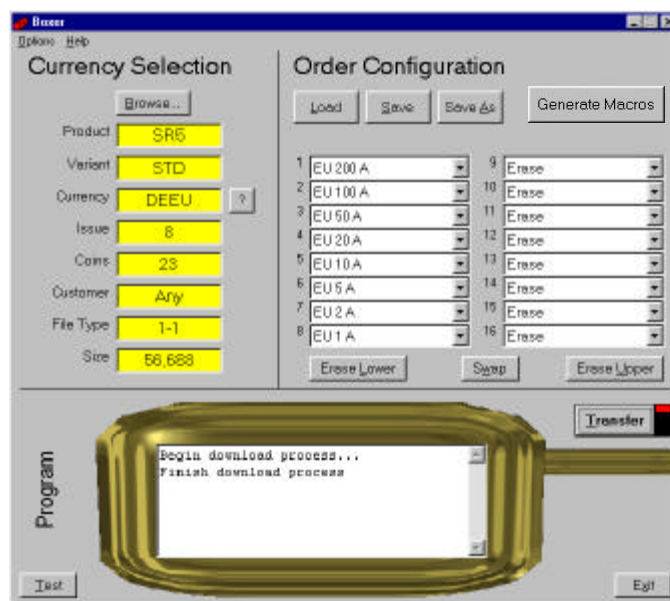 Boxer
Options Help
Currency Selection
Browse...
Product SR5
Variant STD
Currency DEEU ?
Issue 8
Coins 23
Customer Any
File Type 1-1
Size 56,688
Order Configuration
Load Save Save As Generate Macros
1 EU 200 A 9 Erase
2 EU 100 A 10 Erase
3 EU 50 A 11 Erase
4 EU 20 A 12 Erase
5 EU 10 A 13 Erase
6 EU 5 A 14 Erase
7 EU 2 A 15 Erase
8 EU 1 A 16 Erase
Erase Lower Swap Erase Upper
Transfer
Program
Begin download process...
Finish download process
Test Exit